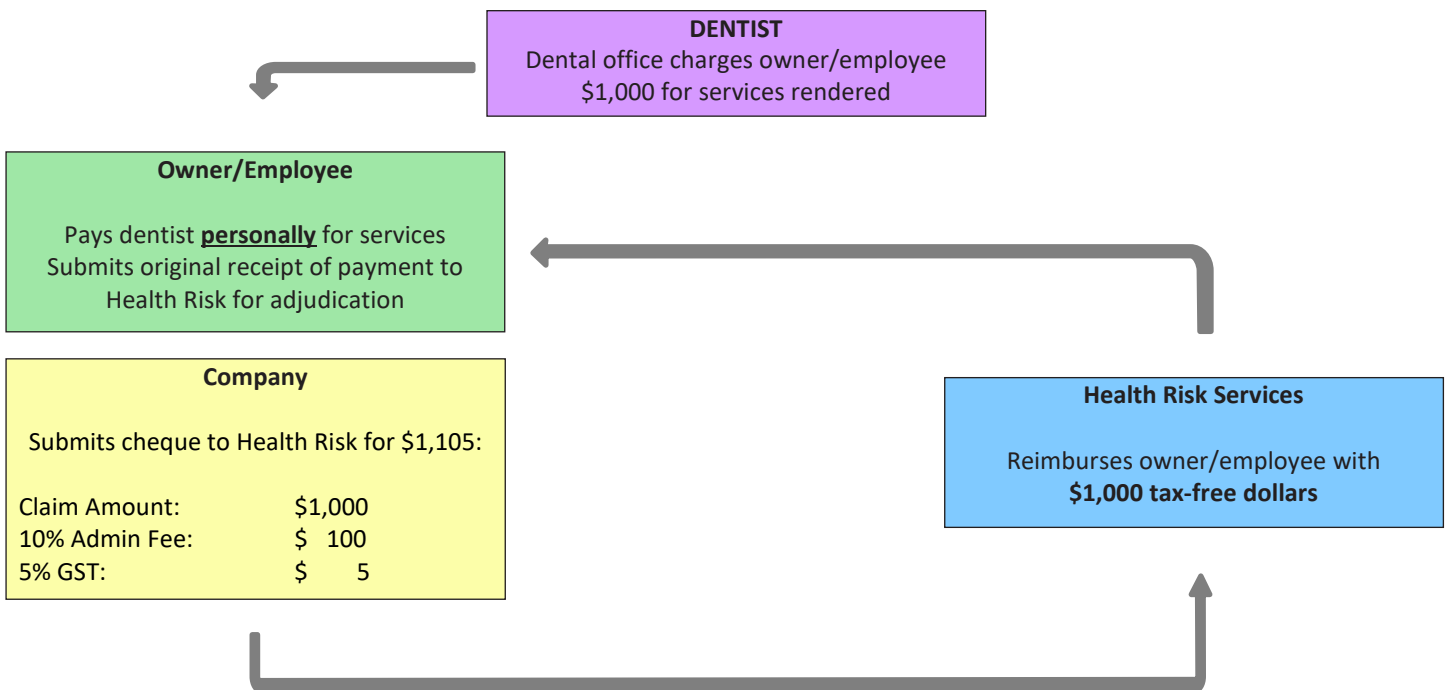 DENTIST
Dental office charges owner/employee
$1,000 for services rendered
Owner/Employee
Pays dentist personally for services
Submits original receipt of payment to
Health Risk for adjudication
Company
Submits cheque to Health Risk for $1,105:
Claim Amount: $1,000
10% Admin Fee: $ 100
5% GST: $ 5
Health Risk Services
Reimburses owner/employee with
$1,000 tax-free dollars